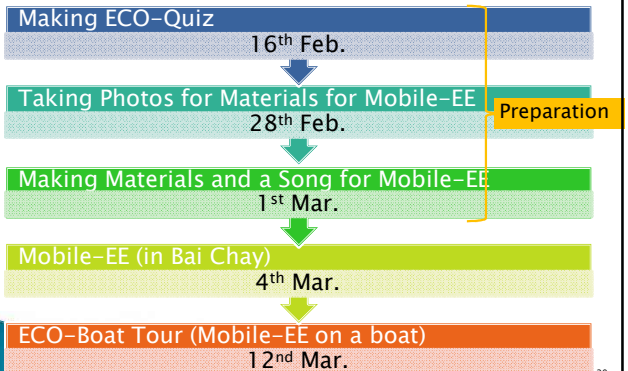 Making ECO-Quiz
16th Feb.
Taking Photos for Materials for Mobile-EE
28th Feb.
Preparation
Making Materials and a Song for Mobile-EE
1st Mar.
Mobile-EE (in Bai Chay)
4th Mar.
ECO-Boat Tour (Mobile-EE on a boat)
12nd Mar.